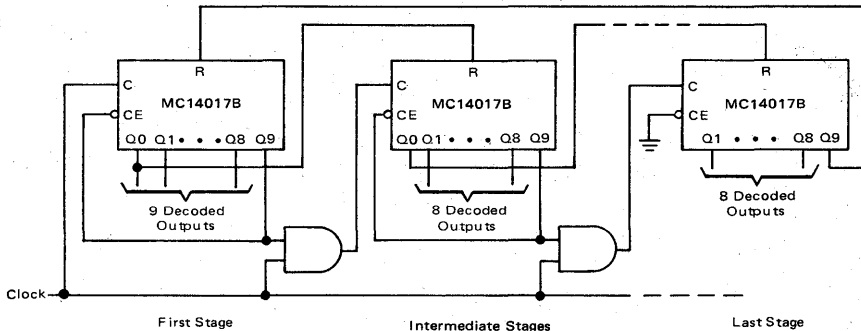 R R R
C MC14017B C MC14017B C MC14017B
CE CE CE
Q0 Q1 • • • Q8 Q9 Q0 Q1 • • • Q8 Q9 Q1 • • • Q8 Q9
9 Decoded
Outputs
8 Decoded
Outputs
8 Decoded
Outputs
Clock
First Stage Intermediate Stages Last Stage